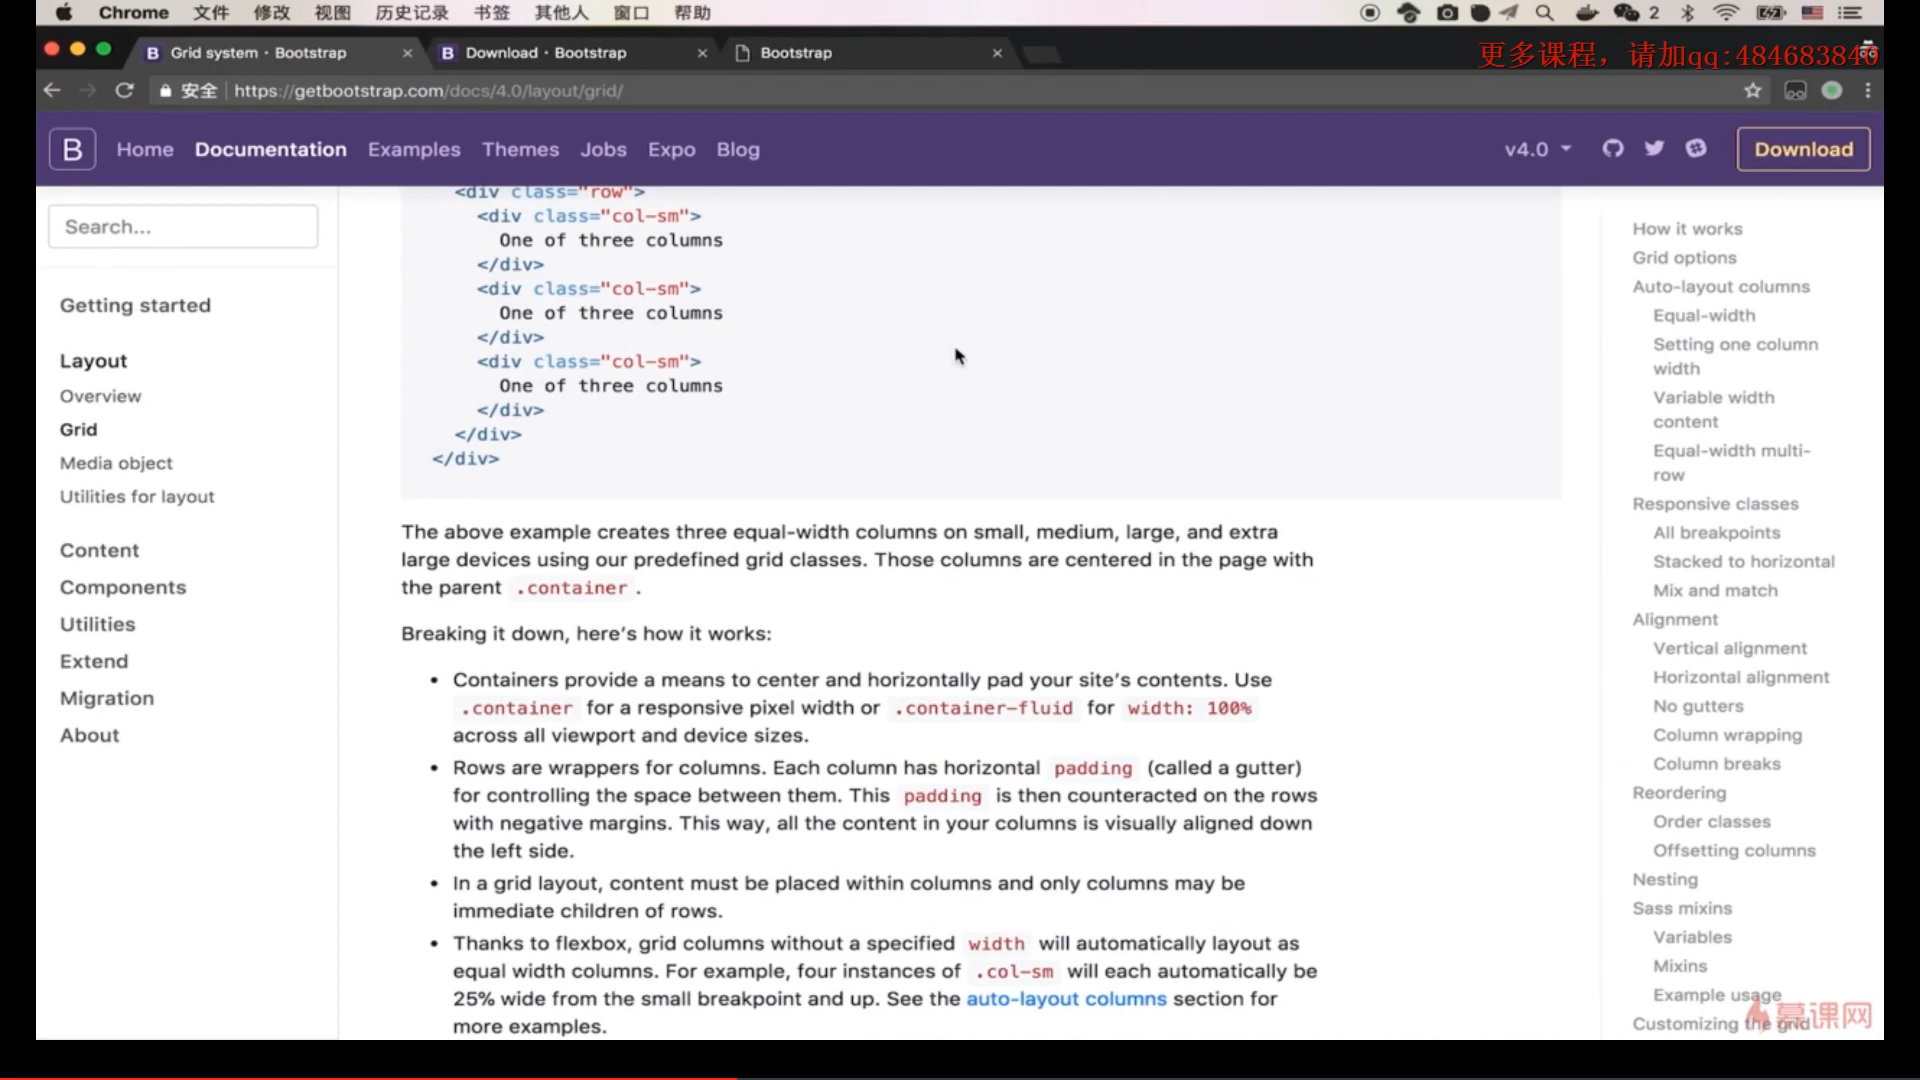 Chrome 文件 修改 视图 历史记录 书签 其他人 窗口 帮助 2
Grid system · Bootstrap Download · Bootstrap Bootstrap
更多课程，请加qq:484683840
安全 https://getbootstrap.com/docs/4.0/layout/grid/
B Home Documentation Examples Themes Jobs Expo Blog v4.0 Download
Search...
Getting started
Layout
Overview
Grid
Media object
Utilities for layout
Content
Components
Utilities
Extend
Migration
About
<div class="row">
<div class="col-sm">
One of three columns
</div>
<div class="col-sm">
One of three columns
</div>
<div class="col-sm">
One of three columns
</div>
</div>
</div>
The above example creates three equal-width columns on small, medium, large, and extra
large devices using our predefined grid classes. Those columns are centered in the page with
the parent .container .
Breaking it down, here’s how it works:
• Containers provide a means to center and horizontally pad your site’s contents. Use
.container for a responsive pixel width or .container-fluid for width: 100%
across all viewport and device sizes.
• Rows are wrappers for columns. Each column has horizontal padding (called a gutter)
for controlling the space between them. This padding is then counteracted on the rows
with negative margins. This way, all the content in your columns is visually aligned down
the left side.
• In a grid layout, content must be placed within columns and only columns may be
immediate children of rows.
• Thanks to flexbox, grid columns without a specified width will automatically layout as
equal width columns. For example, four instances of .col-sm will each automatically be
25% wide from the small breakpoint and up. See the auto-layout columns section for
more examples.
How it works
Grid options
Auto-layout columns
Equal-width
Setting one column
width
Variable width
content
Equal-width multi-
row
Responsive classes
All breakpoints
Stacked to horizontal
Mix and match
Alignment
Vertical alignment
Horizontal alignment
No gutters
Column wrapping
Column breaks
Reordering
Order classes
Offsetting columns
Nesting
Sass mixins
Variables
Mixins
Example usage
Customizing the grid
慕课网